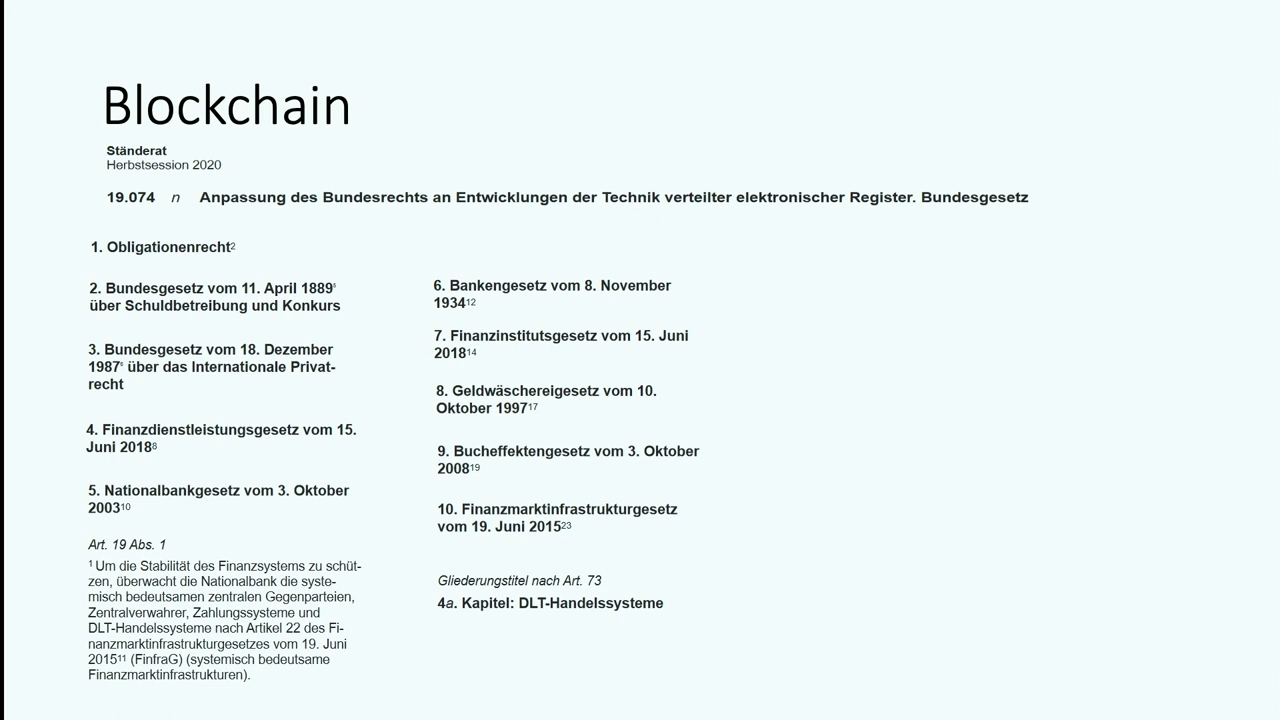 Blockchain
Ständerat
Herbstsession 2020
19.074 n Anpassung des Bundesrechts an Entwicklungen der Technik verteilter elektronischer Register. Bundesgesetz
1. Obligationenrecht2
2. Bundesgesetz vom 11. April 1889
über Schuldbetreibung und Konkurs
3. Bundesgesetz vom 18. Dezember
1987 über das Internationale Privat-
recht
4. Finanzdienstleistungsgesetz vom 15.
Juni 20188
5. Nationalbankgesetz vom 3. Oktober
200310
Art. 19 Abs. 1
1 Um die Stabilität des Finanzsystems zu schüt-
zen, überwacht die Nationalbank die syste-
misch bedeutsamen zentralen Gegenparteien,
Zentralverwahrer, Zahlungssysteme und
DLT-Handelssysteme nach Artikel 22 des Fi-
nanzmarktinfrastrukturgesetzes vom 19. Juni
201511 (FinfraG) (systemisch bedeutsame
Finanzmarktinfrastrukturen).
6. Bankengesetz vom 8. November
193412
7. Finanzinstitutsgesetz vom 15. Juni
201814
8. Geldwäschereigesetz vom 10.
Oktober 199717
9. Bucheffektengesetz vom 3. Oktober
200819
10. Finanzmarktinfrastrukturgesetz
vom 19. Juni 201523
Gliederungstitel nach Art. 73
4a. Kapitel: DLT-Handelssysteme